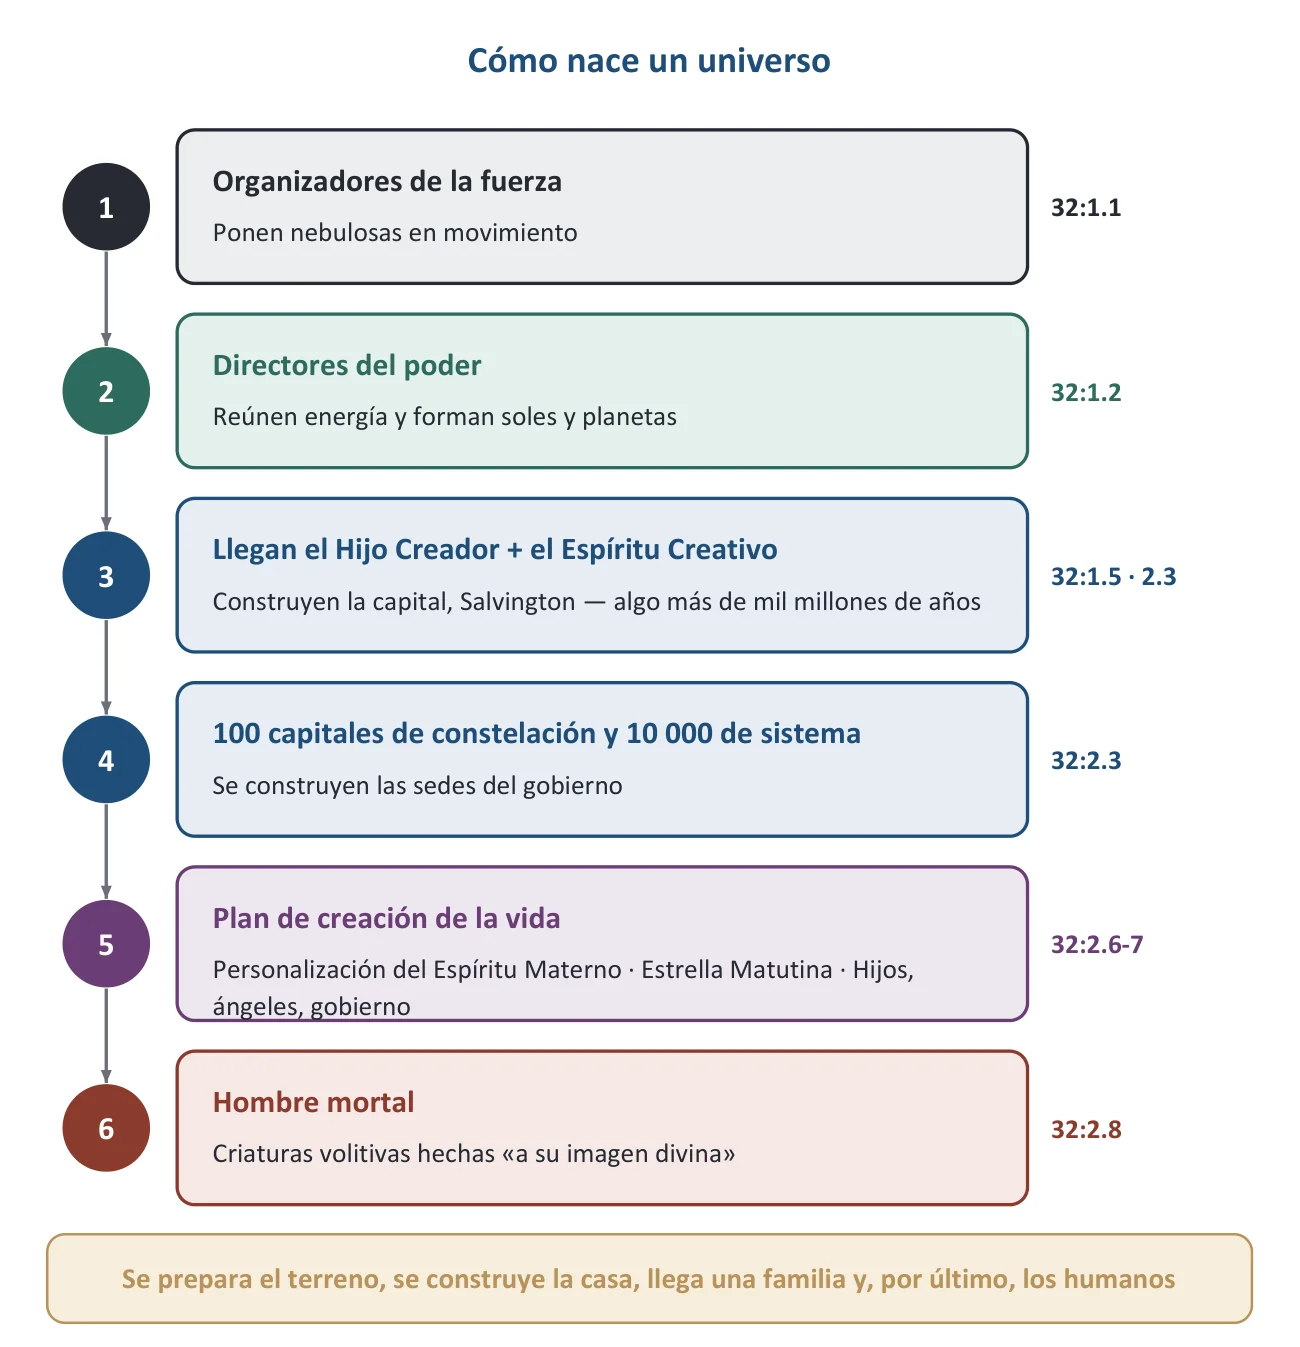 Cómo nace un universo
1
Organizadores de la fuerza
Ponen nebulosas en movimiento
32:1.1
2
Directores del poder
Reúnen energía y forman soles y planetas
32:1.2
3
Llegan el Hijo Creador + el Espíritu Creativo
Construyen la capital, Salvington — algo más de mil millones de años
32:1.5 · 2.3
4
100 capitales de constelación y 10 000 de sistema
Se construyen las sedes del gobierno
32:2.3
5
Plan de creación de la vida
Personalización del Espíritu Materno · Estrella Matutina · Hijos,
ángeles, gobierno
32:2.6-7
6
Hombre mortal
Criaturas volitivas hechas «a su imagen divina»
32:2.8
Se prepara el terreno, se construye la casa, llega una familia y, por último, los humanos